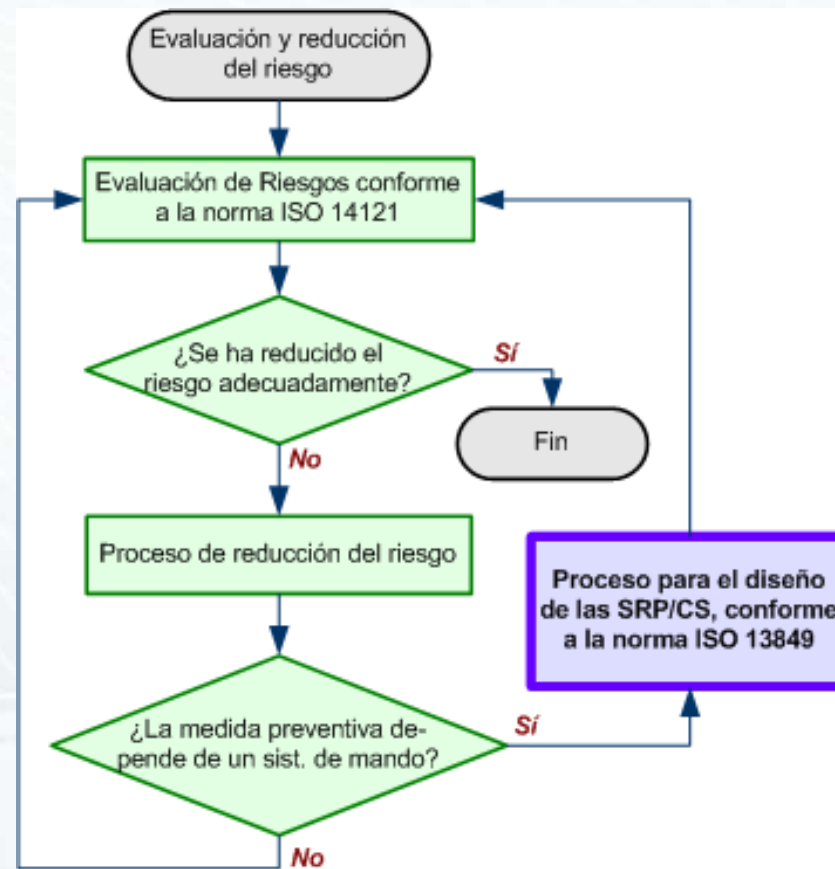 Evaluación y reducción
del riesgo
Evaluación de Riesgos conforme
a la norma ISO 14121
¿Se ha reducido el
riesgo adecuadamente?
Sí
Fin
No
Proceso de reducción del riesgo
Proceso para el diseño
de las SRP/CS, conforme
a la norma ISO 13849
¿La medida preventiva de-
pende de un sist. de mando?
Sí
No